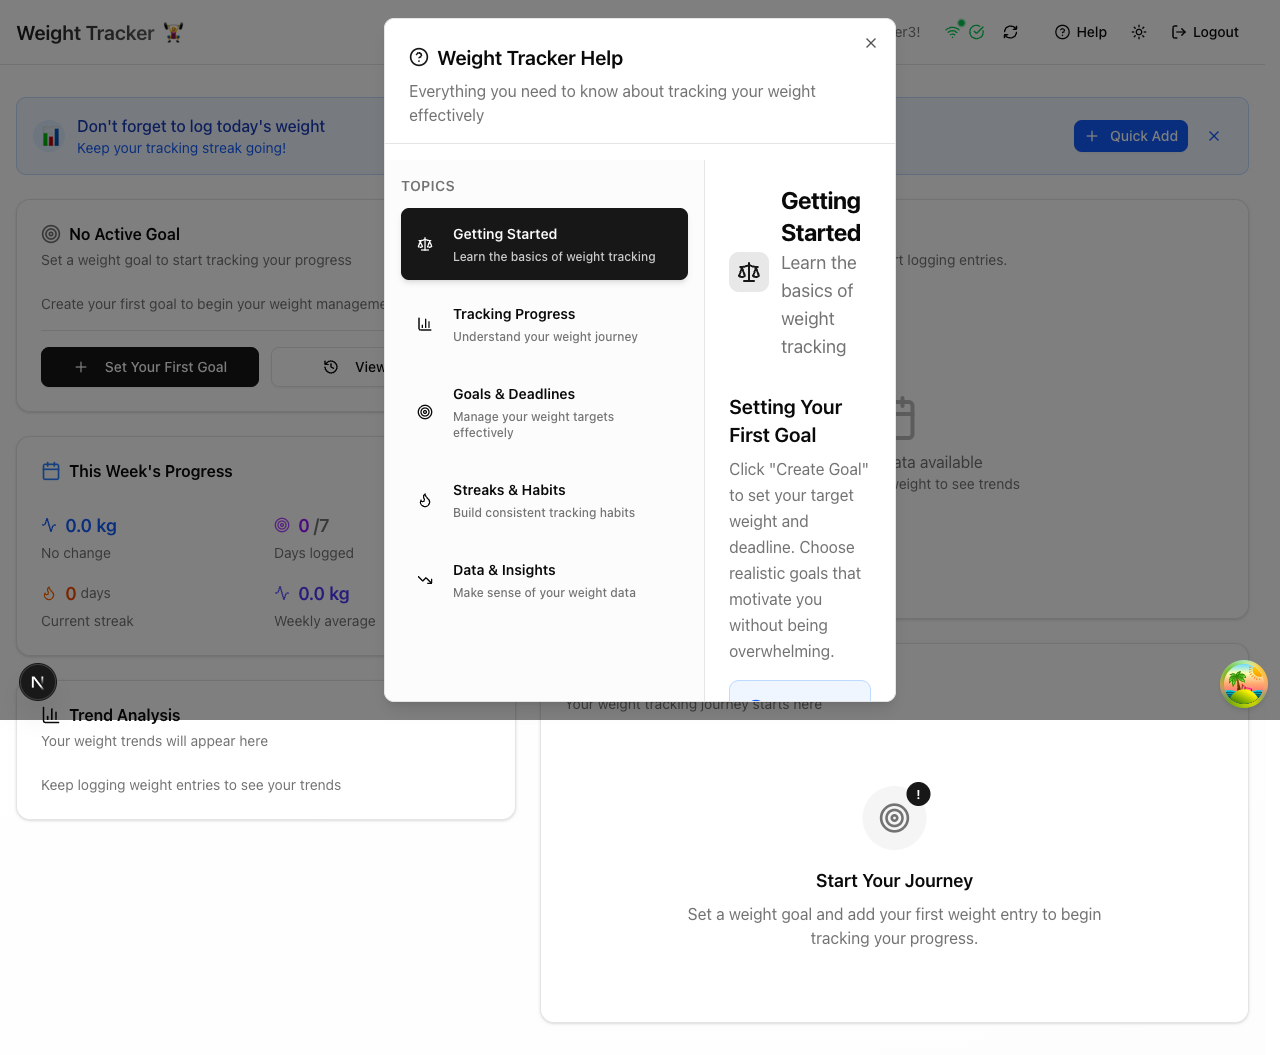 Weight Tracker
er3!
Help
Logout
Don't forget to log today's weight
Keep your tracking streak going!
Quick Add
No Active Goal
Set a weight goal to start tracking your progress
Create your first goal to begin your weight
Set Your First Goal
View
This Week's Progress
0.0 kg
No change
0 /7
Days logged
0 days
Current streak
0.0 kg
Weekly average
Trend Analysis
Your weight trends will appear here
Keep logging weight entries to see your trends
Weight Tracker Help
Everything you need to know about tracking your weight
effectively
TOPICS
Getting Started
Learn the basics of weight tracking
Tracking Progress
Understand your weight journey
Goals & Deadlines
Manage your weight targets
effectively
Streaks & Habits
Build consistent tracking habits
Data & Insights
Make sense of your weight data
Getting
Started
Learn the
basics of
weight
tracking
Setting Your
First Goal
Click "Create Goal"
to set your target
weight and
deadline. Choose
realistic goals that
motivate you
without being
overwhelming.
logging entries.
available
to see trends
N
Your weight tracking journey starts here
!
Start Your Journey
Set a weight goal and add your first weight entry to begin
tracking your progress.